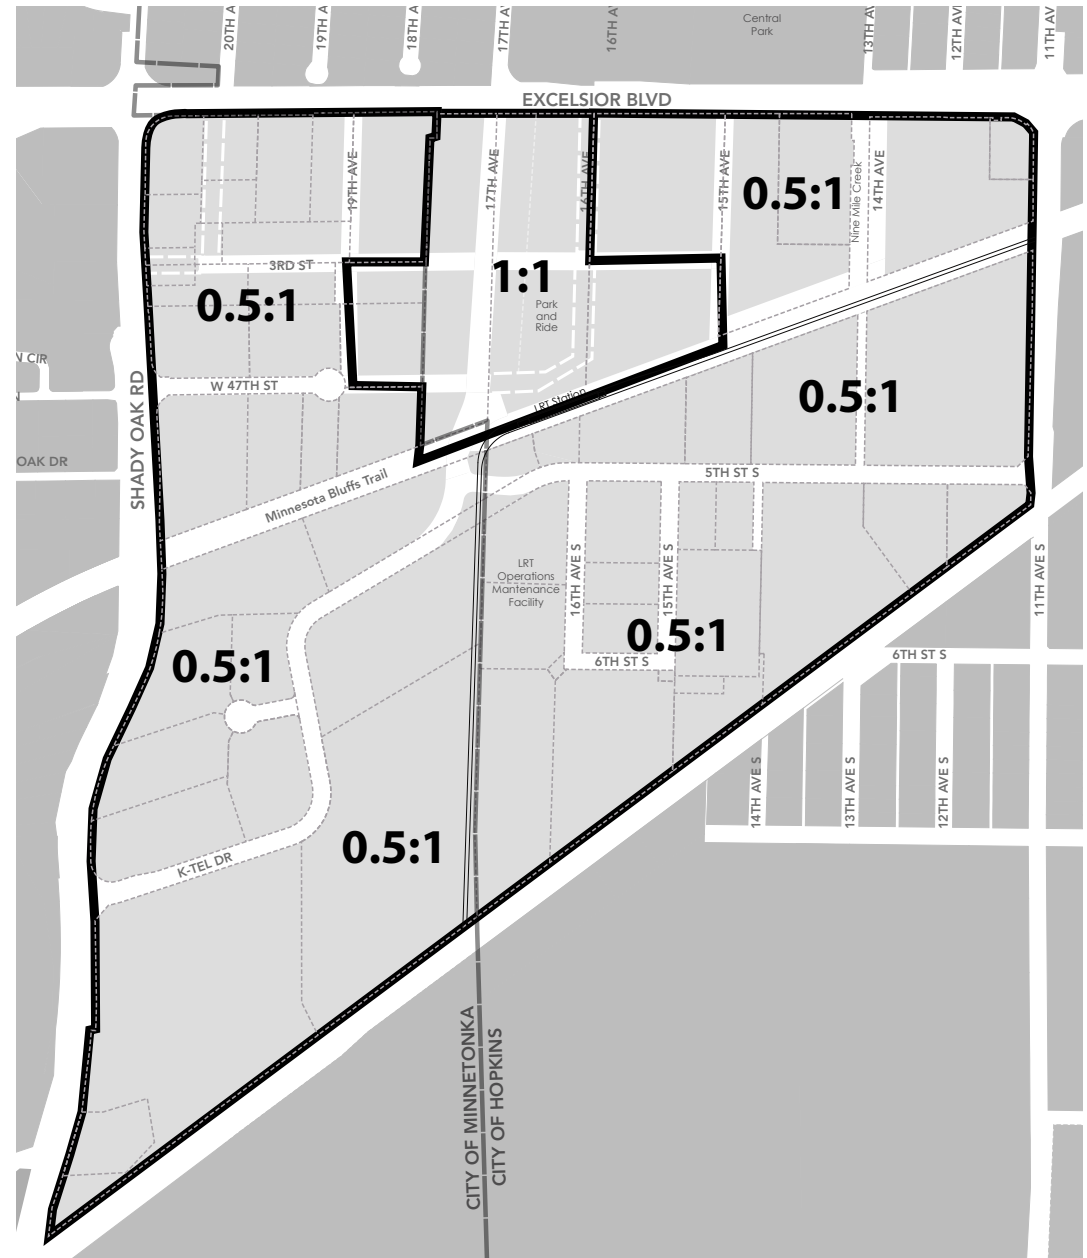 20TH A
19TH A
18TH A
17TH A
16TH A
Central
Park
13TH AV
12TH AVE
11TH AV
EXCELSIOR BLVD
19TH AVE
17TH AVE
16TH AVE
15TH AVE
0.5:1
Nine Mile Creek
14TH AVE
3RD ST
0.5:1
1:1
Park
and
Ride
N CIR
N
W 47TH ST
LRT Station
0.5:1
SHADY OAK RD
OAK DR
Minnesota Bluffs Trail
5TH ST S
LRT
Operations
Mantenance
Facility
16TH AVE S
15TH AVE S
11TH AVE S
0.5:1
0.5:1
6TH ST S
6TH ST S
14TH AVE S
13TH AVE S
12TH AVE S
0.5:1
K-TEL DR
CITY OF MINNETONKA
CITY OF HOPKINS